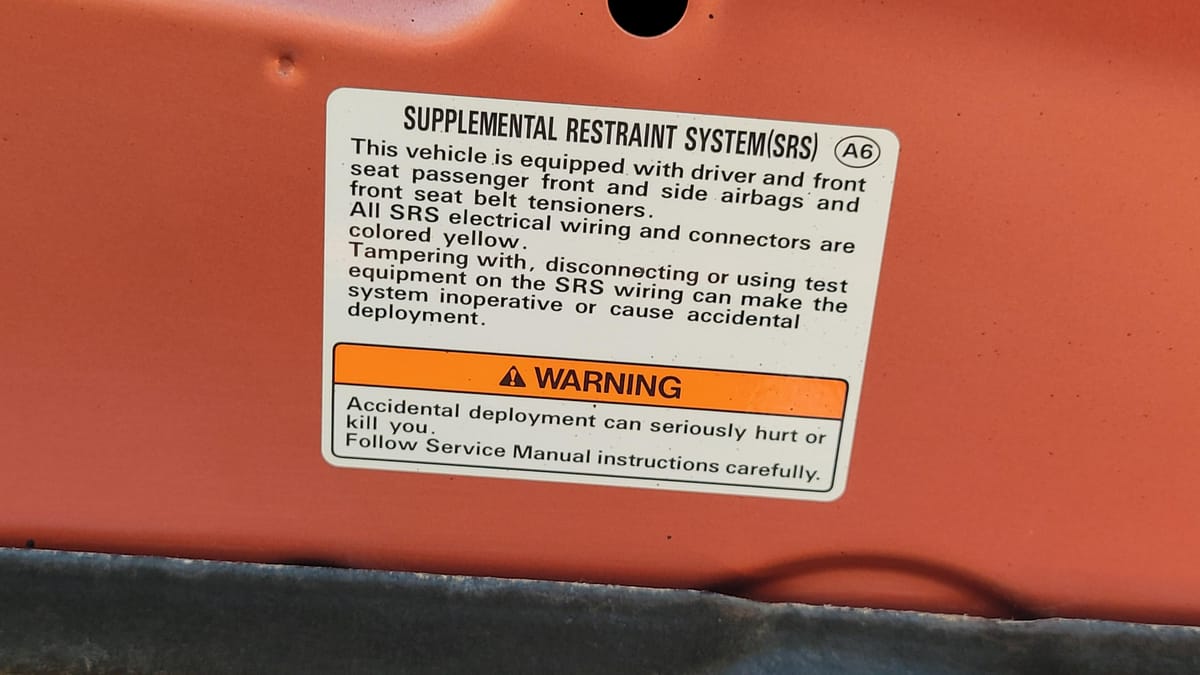 SUPPLEMENTAL RESTRAINT SYSTEM(SRS) A6
This vehicle is equipped with driver and front
seat passenger front and side airbags and
front seat belt tensioners.
All SRS electrical wiring and connectors are
colored yellow.
Tampering with, disconnecting or using test
equipment on the SRS wiring can make the
system inoperative or cause accidental
deployment.
WARNING
Accidental deployment can seriously hurt or
kill you.
Follow Service Manual instructions carefully.